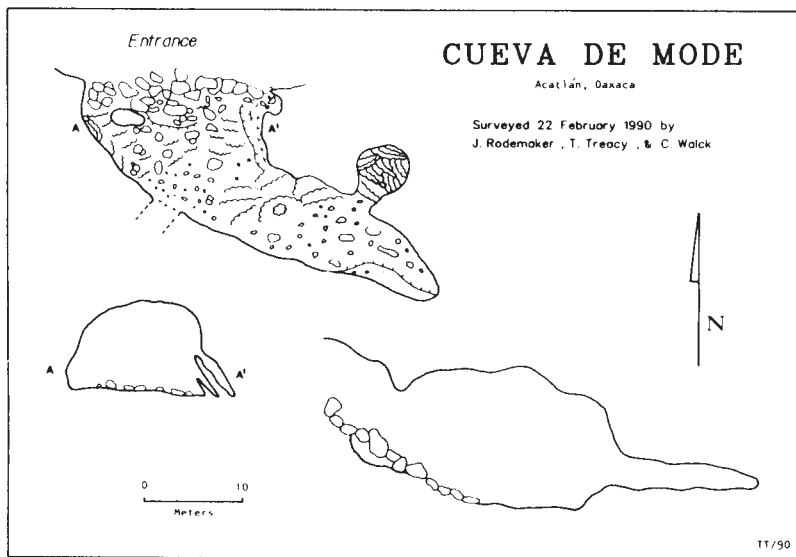 Entrance
CUEVA DE MODE
Acatlán, Oaxaca
Surveyed 22 February 1990 by
J. Rodemaker, T. Treacy, & C. Walck
A A'
N
A A'
0 10
Meters
TT/90